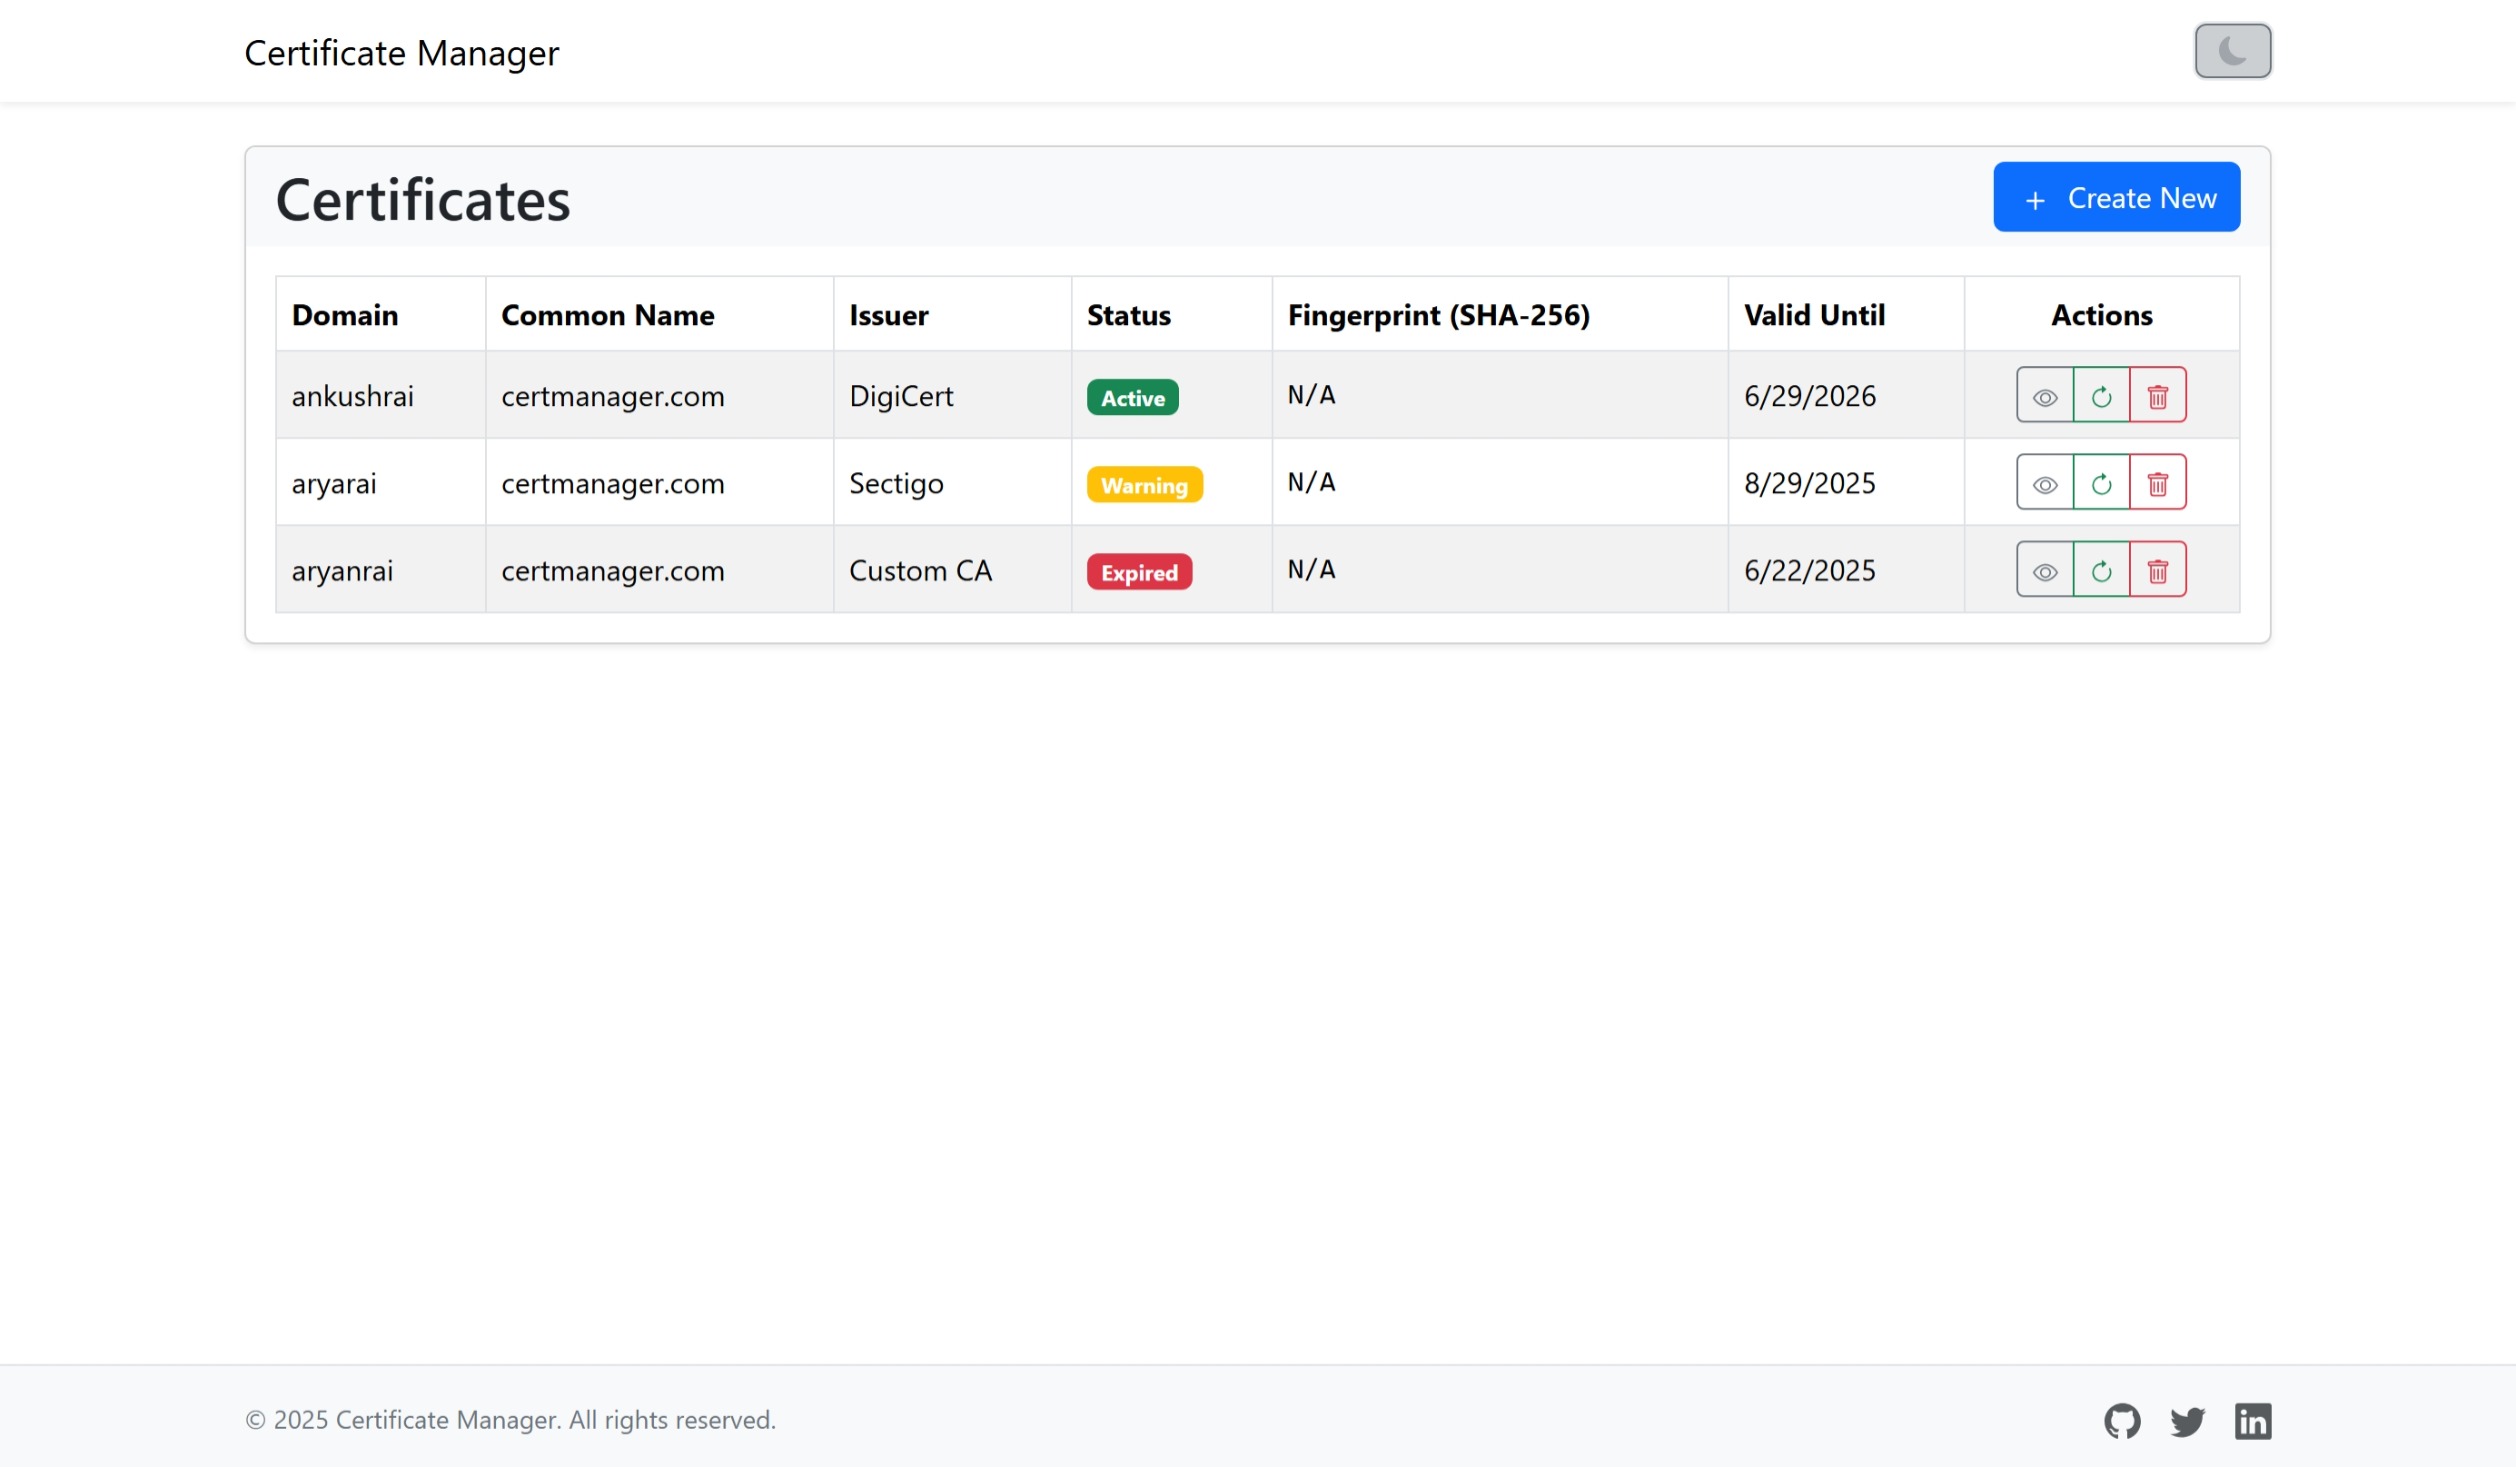 Certificate Manager
Certificates
+ Create New
Domain Common Name Issuer Status Fingerprint (SHA-256) Valid Until Actions
ankushrai certmanager.com DigiCert Active N/A 6/29/2026
aryarai certmanager.com Sectigo Warning N/A 8/29/2025
aryanrai certmanager.com Custom CA Expired N/A 6/22/2025
© 2025 Certificate Manager. All rights reserved.
in